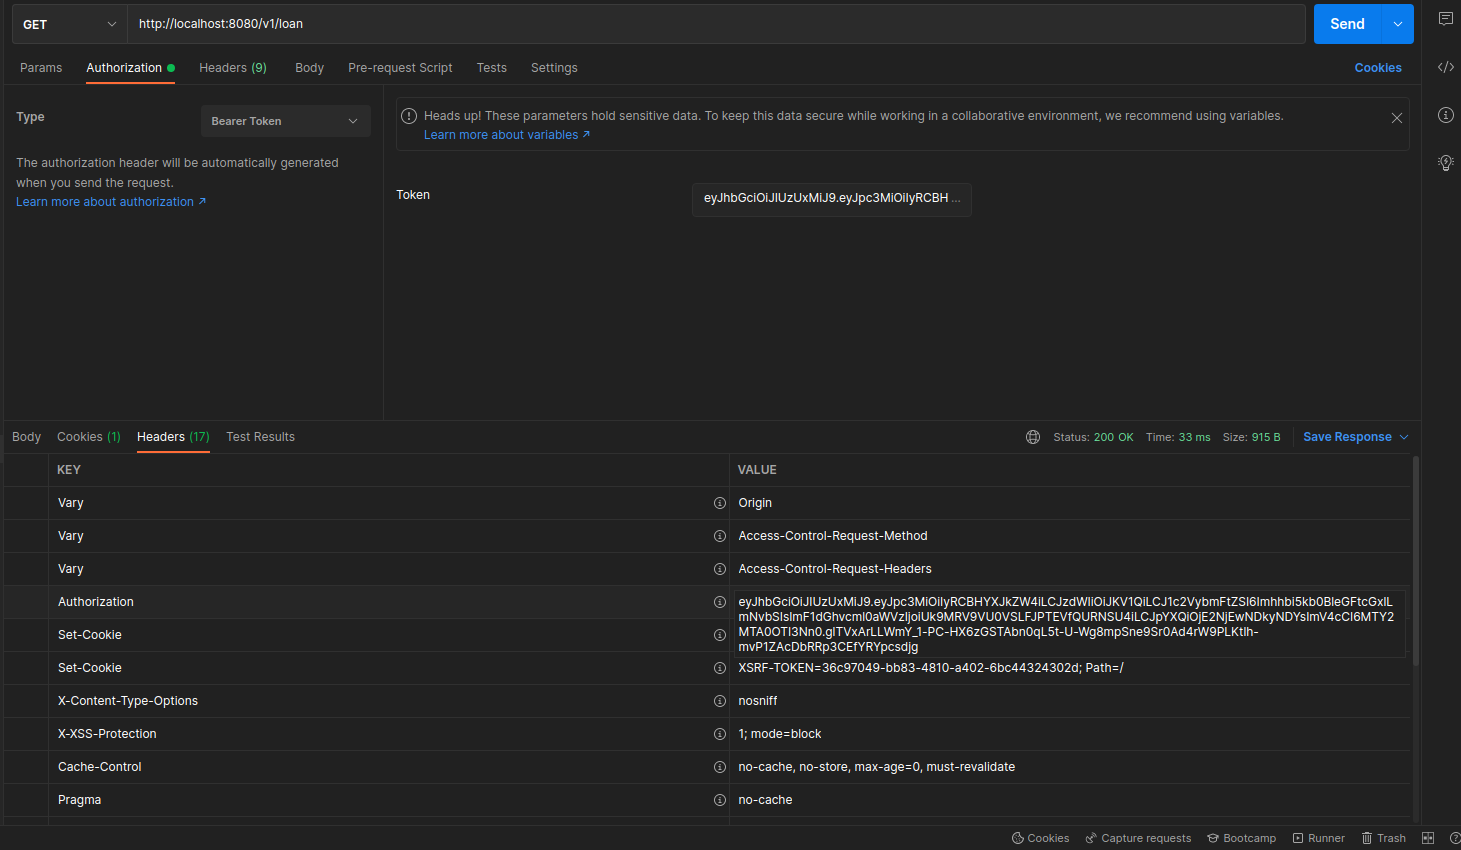 GET
http://localhost:8080/v1/loan
Send
Params Authorization Headers (9) Body Pre-request Script Tests Settings Cookies
Type
Bearer Token
The authorization header will be automatically generated
when you send the request.
Learn more about authorization ↗
Heads up! These parameters hold sensitive data. To keep this data secure while working in a collaborative environment, we recommend using variables.
Learn more about variables ↗
Token
eyJhbGciOiJIUzUxMiJ9.eyJpc3MiOiIyRCBH ...
Body Cookies (1) Headers (17) Test Results Status: 200 OK Time: 33 ms Size: 915 B Save Response
KEY VALUE
Vary Origin
Vary Access-Control-Request-Method
Vary Access-Control-Request-Headers
Authorization
eyJhbGciOiJIUzUxMiJ9.eyJpc3MiOiIyRCBHYXJkZW4iLCJzdWIiOiJKV1QiLCJ1c2VybmFtZSI6Imhhbi5kb0BleGFtcGxlL
mNvbSIsImF1dGhvcml0aWVzIjoiUk9MRV9VU0VSLFJPTEVfQURNSU4iLCJpYXQiOjE2NjEwNDkyNDYsImV4cCI6MTY2
MTA0OTI3Nn0.glTVxArLLWmY_1-PC-HX6zGSTAbn0qL5t-U-Wg8mpSne9Sr0Ad4rW9PLKtIh-
mvP1ZAcDbRRp3CEfYRYpcsdjg
Set-Cookie
Set-Cookie XSRF-TOKEN=36c97049-bb83-4810-a402-6bc44324302d; Path=/
X-Content-Type-Options nosniff
X-XSS-Protection 1; mode=block
Cache-Control no-cache, no-store, max-age=0, must-revalidate
Pragma no-cache
Cookies Capture requests Bootcamp Runner Trash